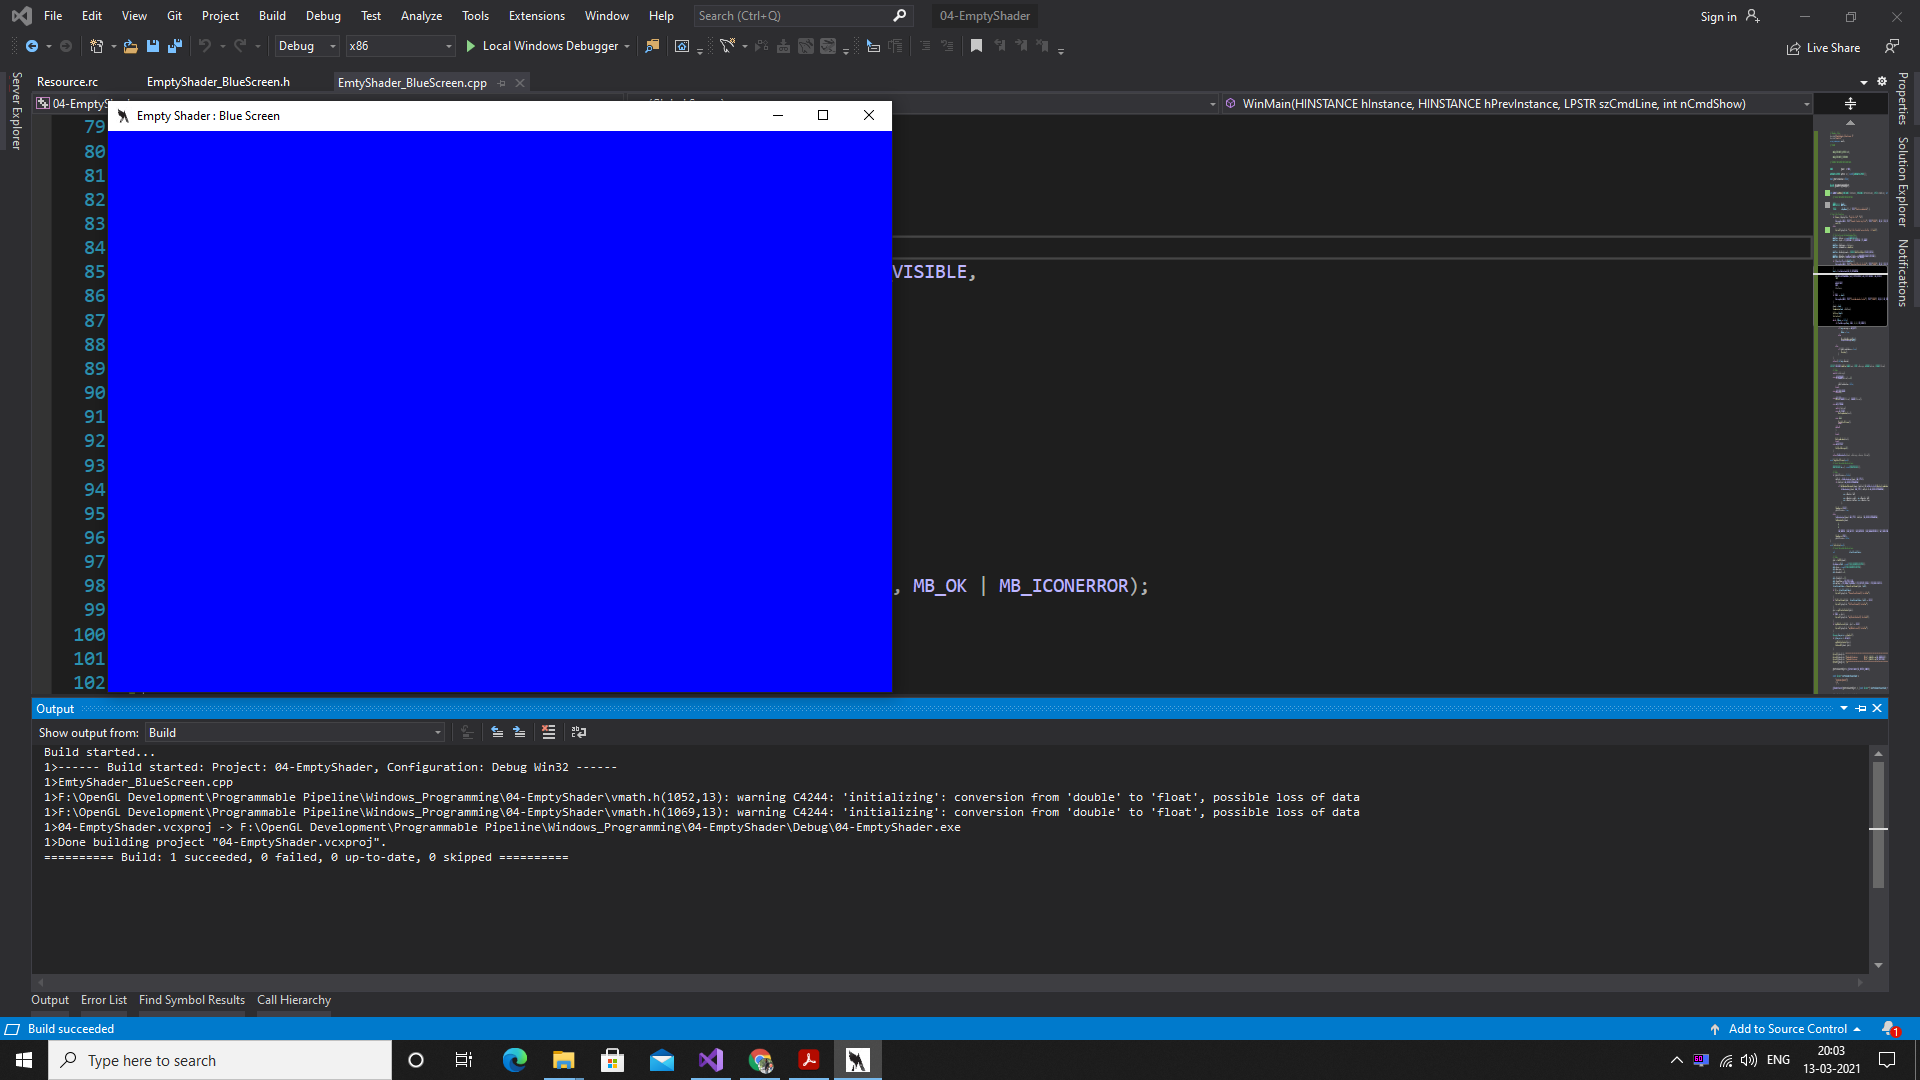 File Edit View Git Project Build Debug Test Analyze Tools Extensions Window Help Search (Ctrl+Q) 04-EmptyShader Sign in
Debug x86 Local Windows Debugger Live Share
Resource.rc EmptyShader_BlueScreen.h EmtyShader_BlueScreen.cpp
Server Explorer
Properties
Solution Explorer
Notifications
04-EmptySh WinMain(HINSTANCE hInstance, HINSTANCE hPrevInstance, LPSTR szCmdLine, int nCmdShow)
Empty Shader : Blue Screen
79
80
81
82
83
84
85 VISIBLE,
86
87
88
89
90
91
92
93
94
95
96
97
98 , MB_OK | MB_ICONERROR);
99
100
101
102
Output
Show output from: Build
Build started...
1>------ Build started: Project: 04-EmptyShader, Configuration: Debug Win32 ------
1>EmtyShader_BlueScreen.cpp
1>F:\OpenGL Development\Programmable Pipeline\Windows_Programming\04-EmptyShader\vmath.h(1052,13): warning C4244: 'initializing': conversion from 'double' to 'float', possible loss of data
1>F:\OpenGL Development\Programmable Pipeline\Windows_Programming\04-EmptyShader\vmath.h(1069,13): warning C4244: 'initializing': conversion from 'double' to 'float', possible loss of data
1>04-EmptyShader.vcxproj -> F:\OpenGL Development\Programmable Pipeline\Windows_Programming\04-EmptyShader\Debug\04-EmptyShader.exe
1>Done building project "04-EmptyShader.vcxproj".
========== Build: 1 succeeded, 0 failed, 0 up-to-date, 0 skipped ==========
Output Error List Find Symbol Results Call Hierarchy
Build succeeded Add to Source Control 1
Type here to search ENG 20:03
13-03-2021